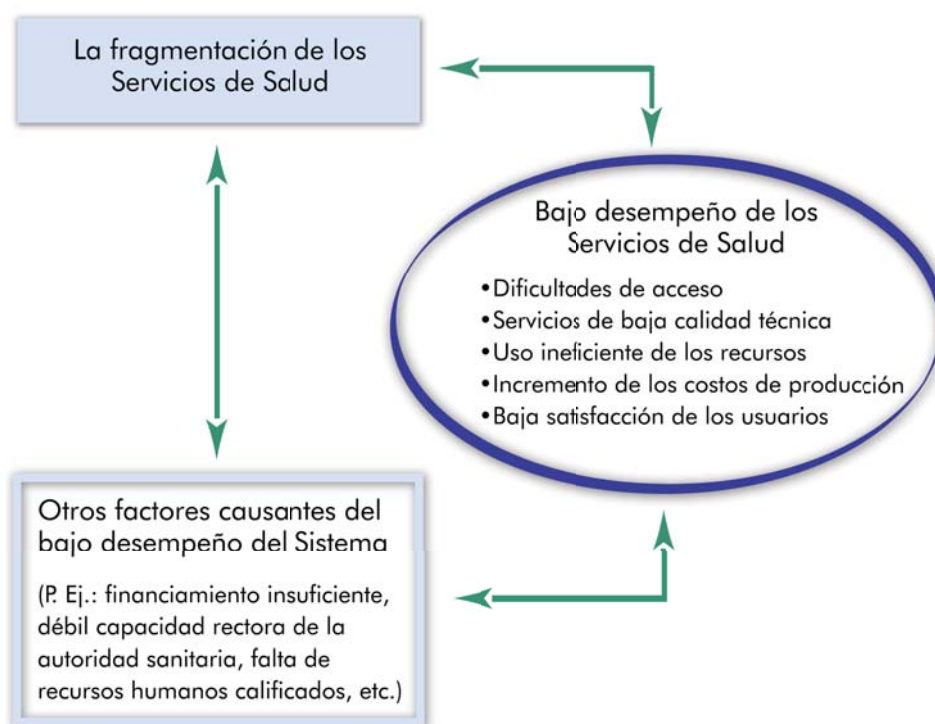 La fragmentación de los
Servicios de Salud
Bajo desempeño de los
Servicios de Salud
•Dificultades de acceso
•Servicios de baja calidad técnica
•Uso ineficiente de los recursos
•Incremento de los costos de producción
•Baja satisfacción de los usuarios
Otros factores causantes del
bajo desempeño del Sistema
(P. Ej.: financiamiento insuficiente,
débil capacidad rectora de la
autoridad sanitaria, falta de
recursos humanos calificados, etc.)